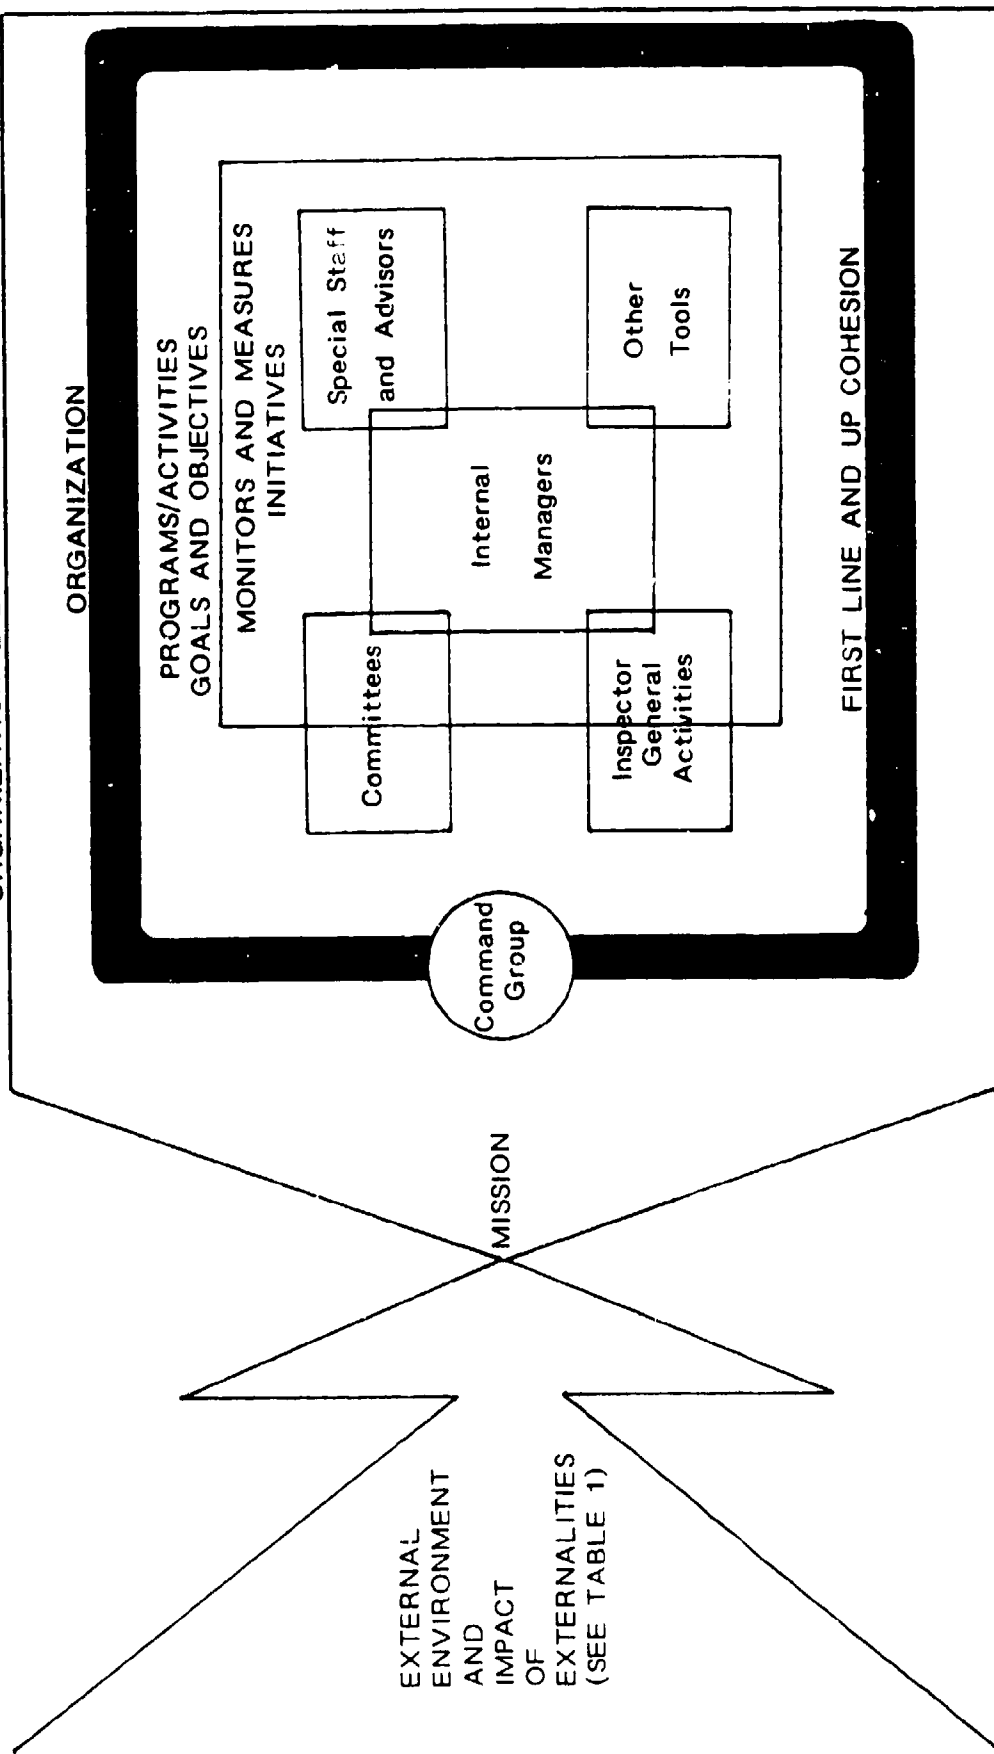 ORGANIZATION
PROGRAMS/ACTIVITIES
GOALS AND OBJECTIVES
MONITORS AND MEASURES
INITIATIVES
Committees
Special Staff
and Advisors
Internal
Managers
Inspector
General
Activities
Other
Tools
FIRST LINE AND UP COHESION
Command
Group
MISSION
EXTERNAL
ENVIRONMENT
AND
IMPACT
OF
EXTERNALITIES
(SEE TABLE 1)